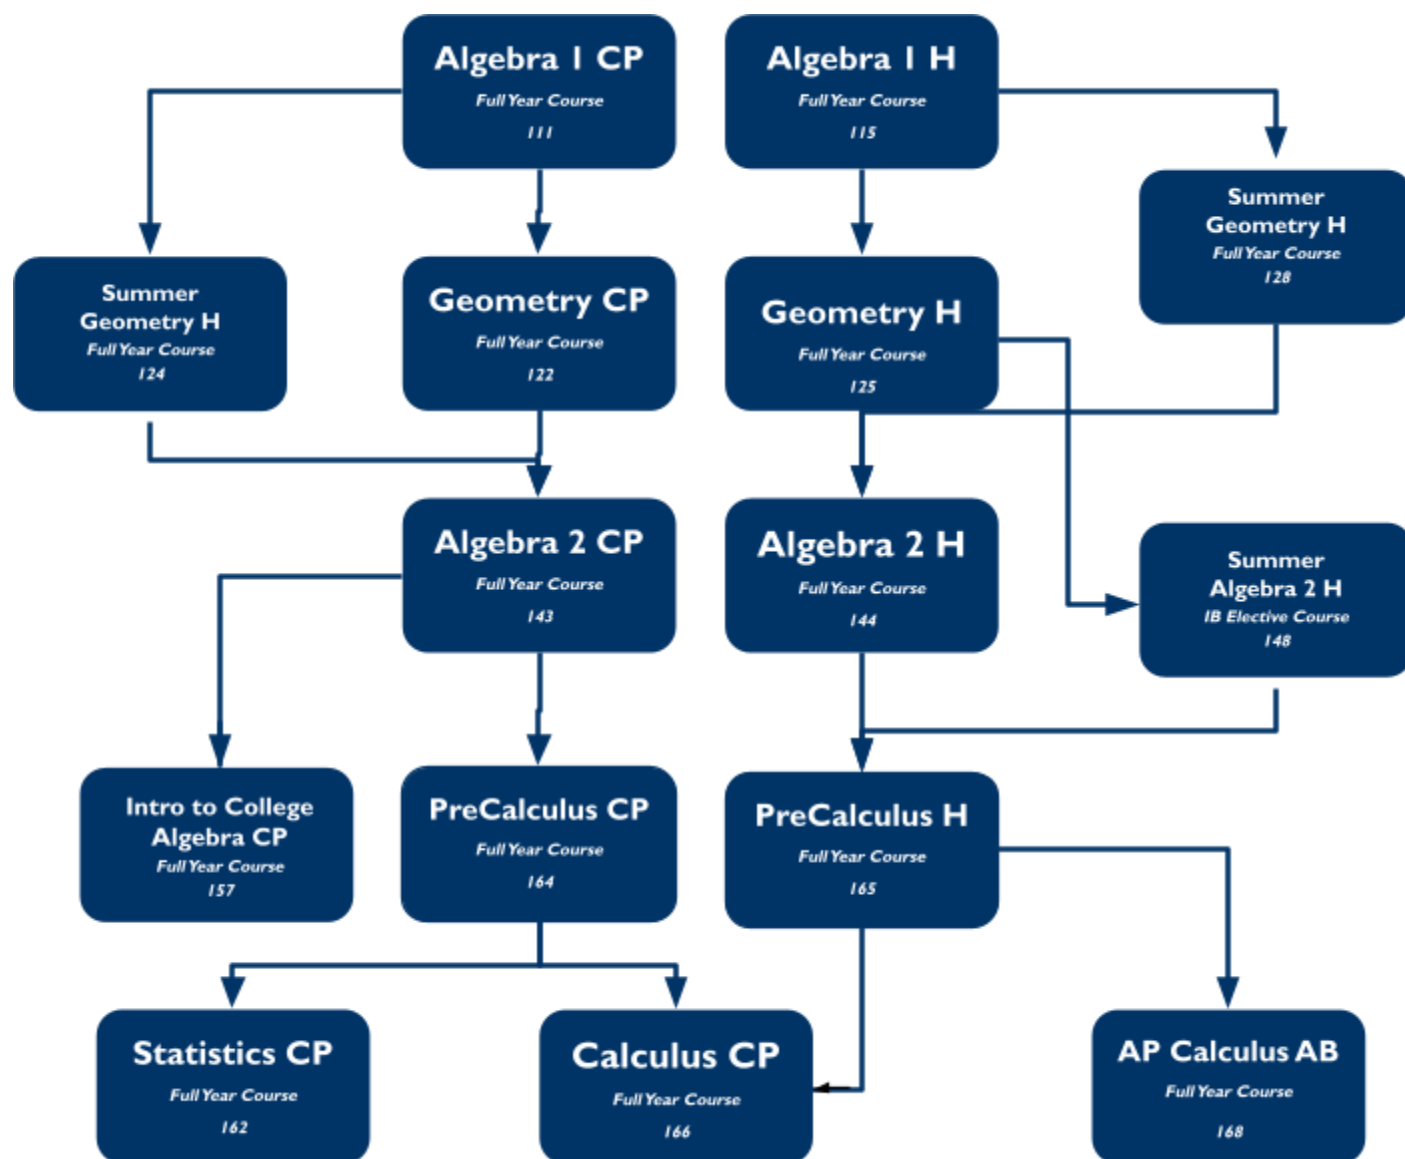 Algebra 1 CP
Full Year Course
111
Algebra 1 H
Full Year Course
115
Summer
Geometry H
Full Year Course
128
Summer
Geometry H
Full Year Course
124
Geometry CP
Full Year Course
122
Geometry H
Full Year Course
125
Algebra 2 CP
Full Year Course
143
Algebra 2 H
Full Year Course
144
Summer
Algebra 2 H
IB Elective Course
148
Intro to College
Algebra CP
Full Year Course
157
PreCalculus CP
Full Year Course
164
PreCalculus H
Full Year Course
165
Statistics CP
Full Year Course
162
Calculus CP
Full Year Course
166
AP Calculus AB
Full Year Course
168